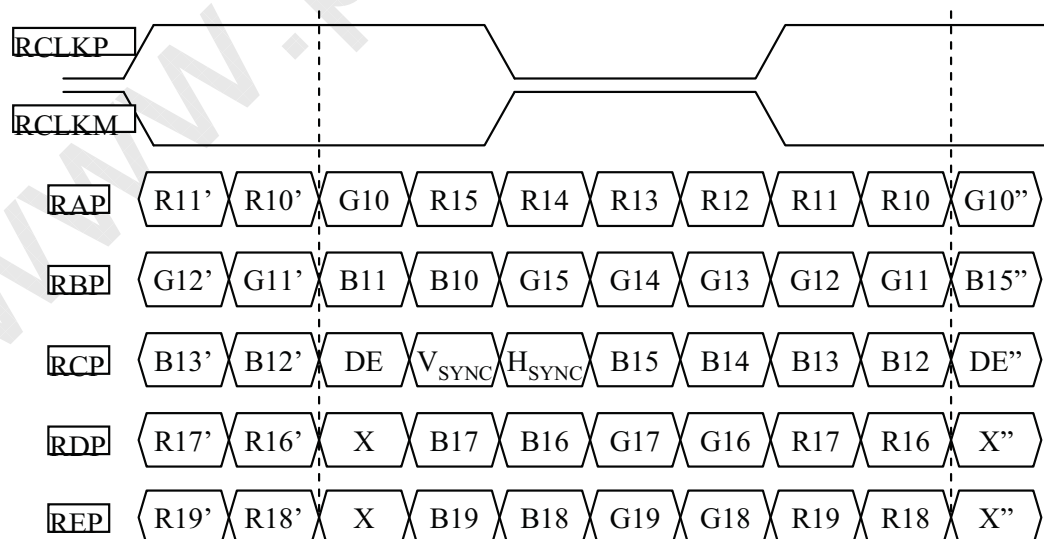 www.p
RCLKP
RCLKM
RAP R11’ R10’ G10 R15 R14 R13 R12 R11 R10 G10”
RBP G12’ G11’ B11 B10 G15 G14 G13 G12 G11 B15”
RCP B13’ B12’ DE VSYNC HSYNC B15 B14 B13 B12 DE”
RDP R17’ R16’ X B17 B16 G17 G16 R17 R16 X”
REP R19’ R18’ X B19 B18 G19 G18 R19 R18 X”